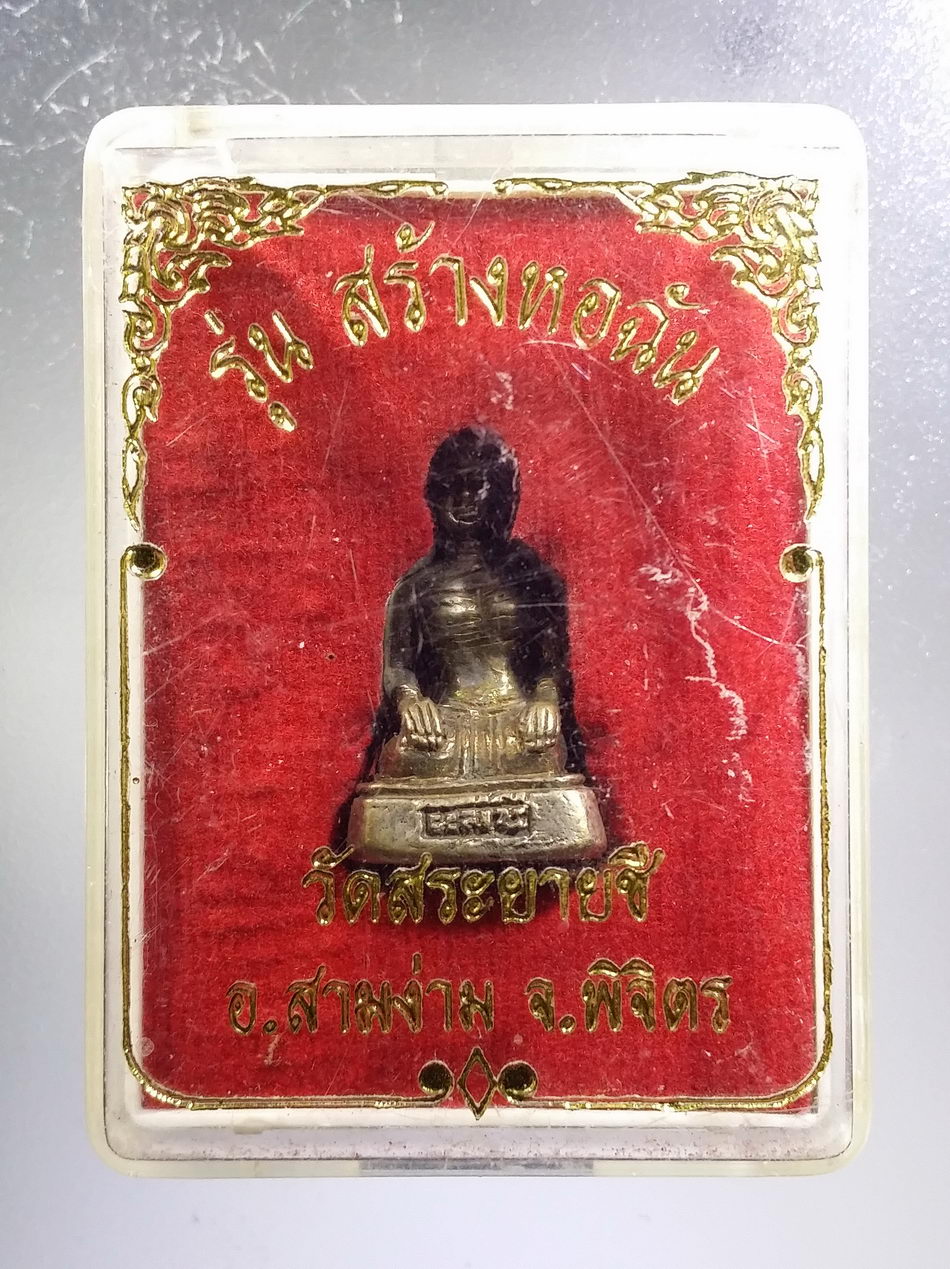 รุ่น สร้างหอฉัน
วัดสระยายชี
อ.สามง่าม จ.พิจิตร